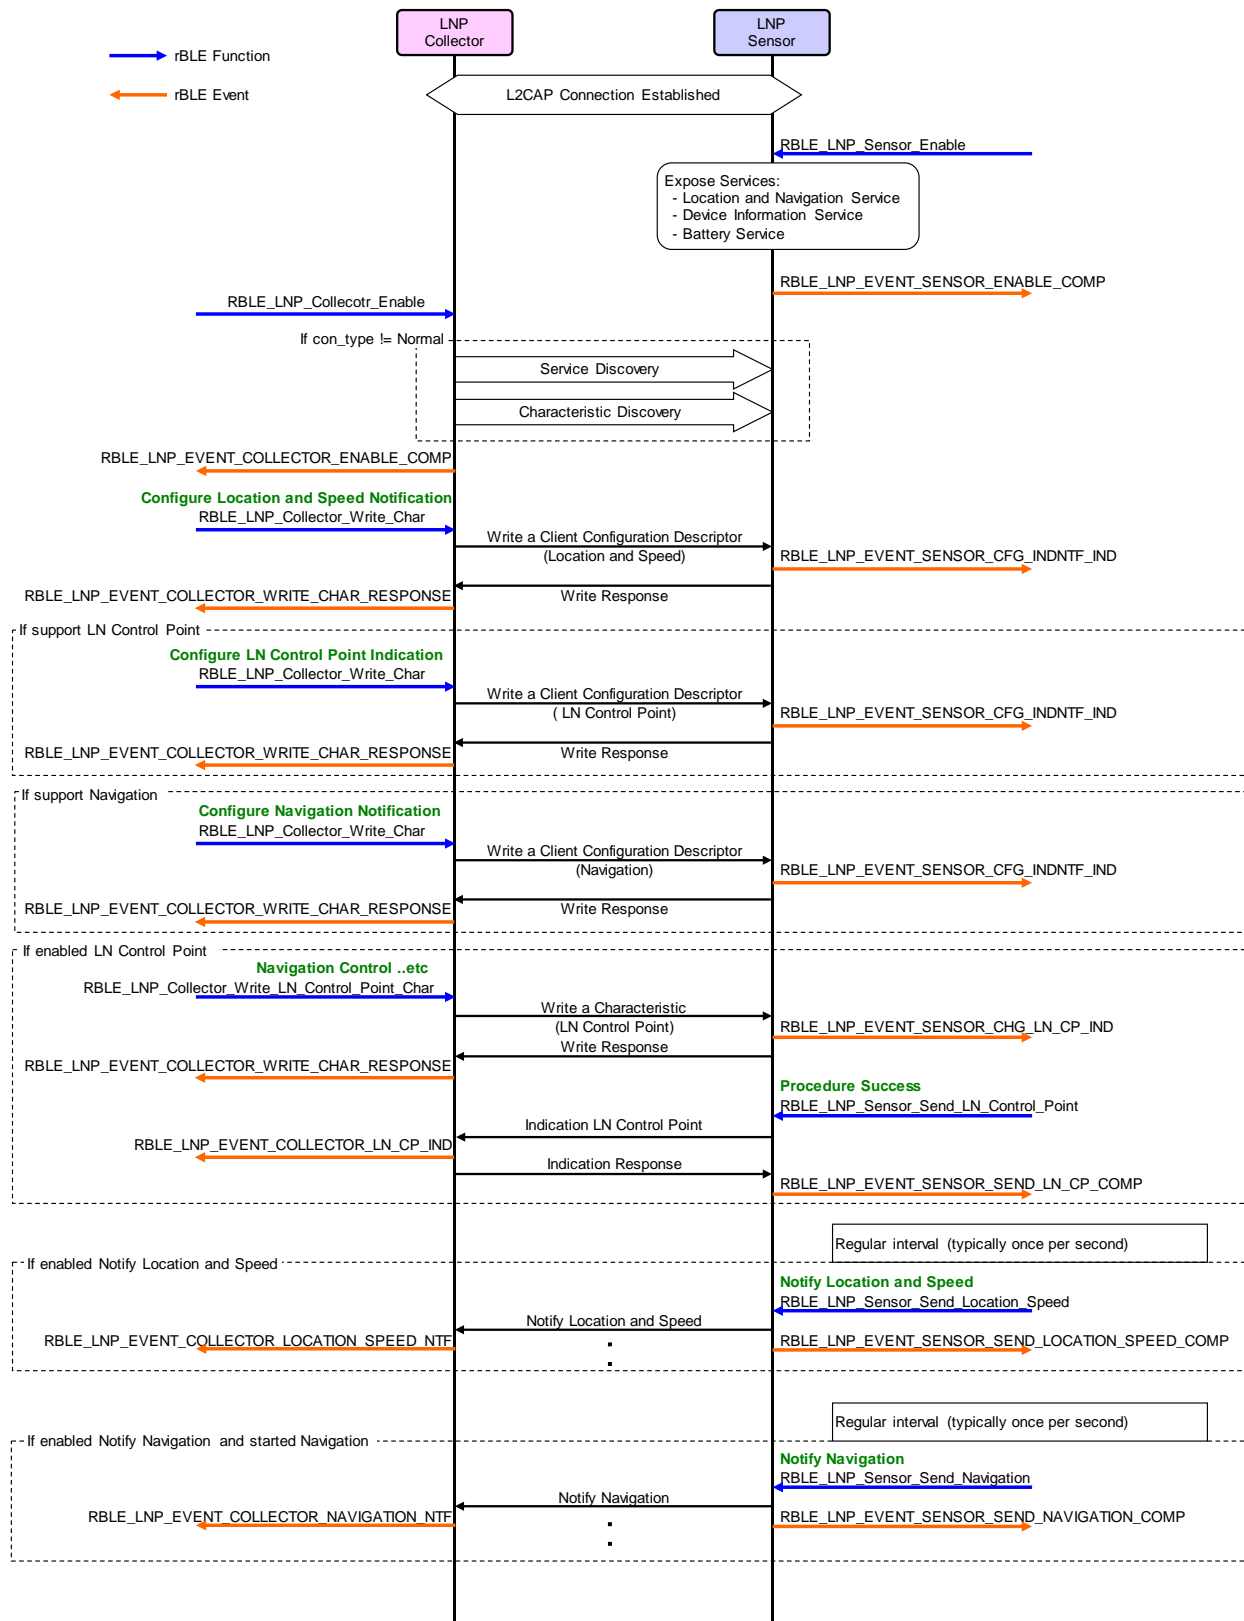 LNP
Collector
LNP
Sensor
rBLE Function
rBLE Event
L2CAP Connection Established
RBLE_LNP_Sensor_Enable
Expose Services:
- Location and Navigation Service
- Device Information Service
- Battery Service
RBLE_LNP_EVENT_SENSOR_ENABLE_COMP
RBLE_LNP_Collecotr_Enable
If con_type != Normal
Service Discovery
Characteristic Discovery
RBLE_LNP_EVENT_COLLECTOR_ENABLE_COMP
Configure Location and Speed Notification
RBLE_LNP_Collector_Write_Char
Write a Client Configuration Descriptor
(Location and Speed)
RBLE_LNP_EVENT_SENSOR_CFG_INDNTF_IND
Write Response
RBLE_LNP_EVENT_COLLECTOR_WRITE_CHAR_RESPONSE
If support LN Control Point
Configure LN Control Point Indication
RBLE_LNP_Collector_Write_Char
Write a Client Configuration Descriptor
( LN Control Point)
RBLE_LNP_EVENT_SENSOR_CFG_INDNTF_IND
Write Response
RBLE_LNP_EVENT_COLLECTOR_WRITE_CHAR_RESPONSE
If support Navigation
Configure Navigation Notification
RBLE_LNP_Collector_Write_Char
Write a Client Configuration Descriptor
(Navigation)
RBLE_LNP_EVENT_SENSOR_CFG_INDNTF_IND
Write Response
RBLE_LNP_EVENT_COLLECTOR_WRITE_CHAR_RESPONSE
If enabled LN Control Point
Navigation Control ..etc
RBLE_LNP_Collector_Write_LN_Control_Point_Char
Write a Characteristic
(LN Control Point)
RBLE_LNP_EVENT_SENSOR_CHG_LN_CP_IND
Write Response
RBLE_LNP_EVENT_COLLECTOR_WRITE_CHAR_RESPONSE
Procedure Success
RBLE_LNP_Sensor_Send_LN_Control_Point
Indication LN Control Point
RBLE_LNP_EVENT_COLLECTOR_LN_CP_IND
Indication Response
RBLE_LNP_EVENT_SENSOR_SEND_LN_CP_COMP
Regular interval (typically once per second)
If enabled Notify Location and Speed
Notify Location and Speed
RBLE_LNP_Sensor_Send_Location_Speed
Notify Location and Speed
RBLE_LNP_EVENT_COLLECTOR_LOCATION_SPEED_NTF
RBLE_LNP_EVENT_SENSOR_SEND_LOCATION_SPEED_COMP
Regular interval (typically once per second)
If enabled Notify Navigation and started Navigation
Notify Navigation
RBLE_LNP_Sensor_Send_Navigation
Notify Navigation
RBLE_LNP_EVENT_COLLECTOR_NAVIGATION_NTF
RBLE_LNP_EVENT_SENSOR_SEND_NAVIGATION_COMP